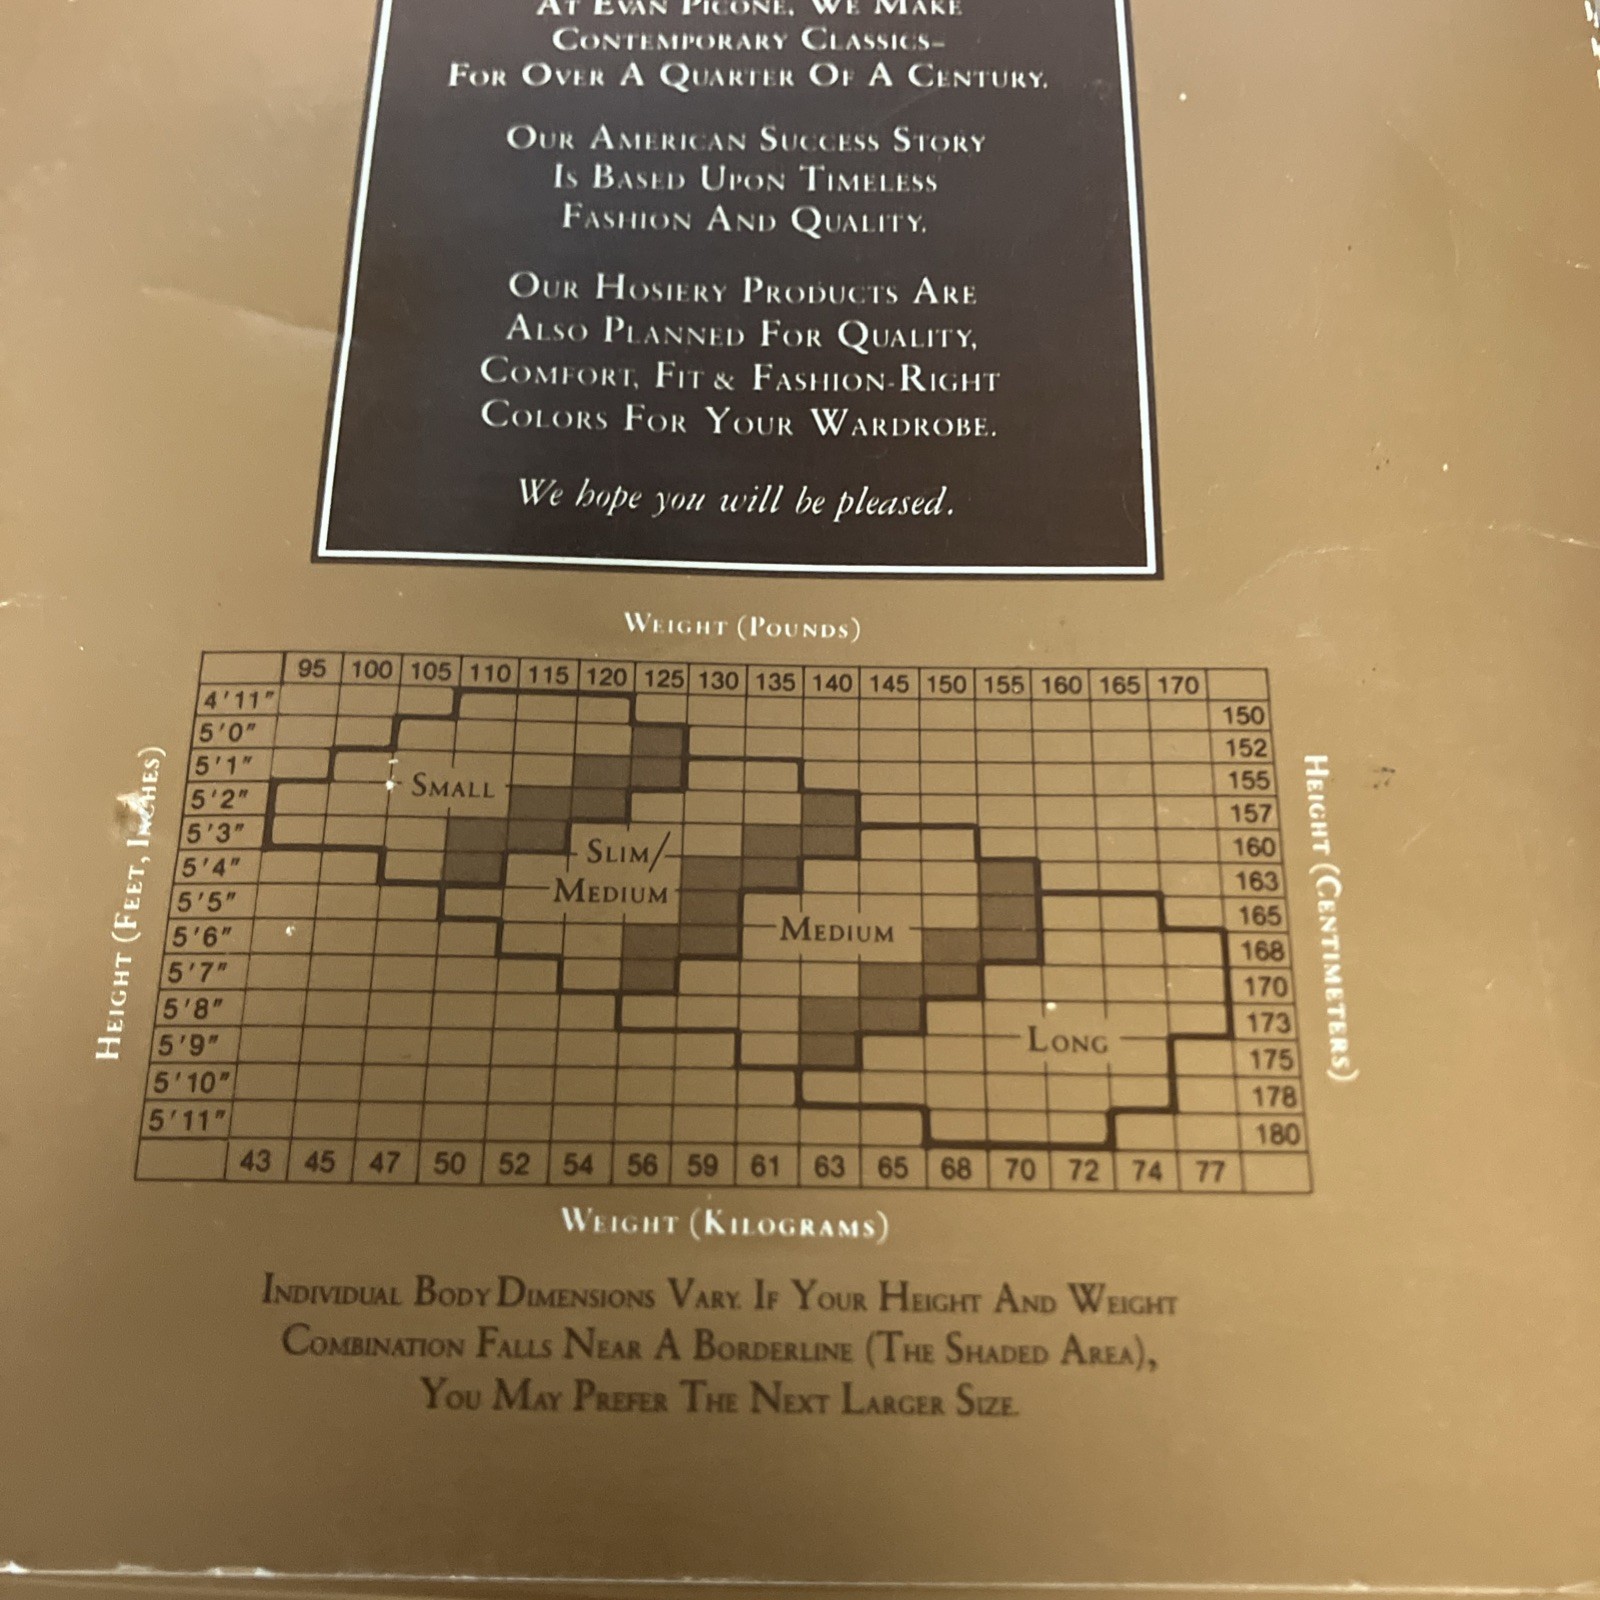 At Evan Picone, We Make
Contemporary Classics–
For Over A Quarter Of A Century.
Our American Success Story
Is Based Upon Timeless
Fashion And Quality.
Our Hosiery Products Are
Also Planned For Quality,
Comfort, Fit & Fashion-Right
Colors For Your Wardrobe.
We hope you will be pleased.
Weight (Pounds)
95 100 105 110 115 120 125 130 135 140 145 150 155 160 165 170
4'11" 150
5'0" 152
5'1" 155
5'2" 157
5'3" 160
5'4" 163
5'5" 165
5'6" 168
5'7" 170
5'8" 173
5'9" 175
5'10" 178
5'11" 180
Small
Slim/
Medium
Medium
Long
43 45 47 50 52 54 56 59 61 63 65 68 70 72 74 77
Height (Feet, Inches)
Height (Centimeters)
Weight (Kilograms)
Individual Body Dimensions Vary. If Your Height And Weight
Combination Falls Near A Borderline (The Shaded Area),
You May Prefer The Next Larger Size.